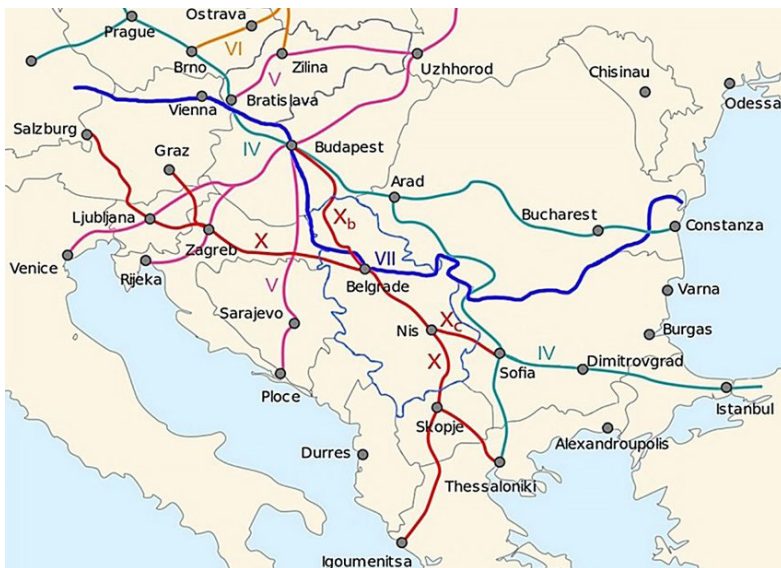 Ostrava
Prague
VI
Brno
Zilina
Uzhhorod
Chisinau
V
Odessa
Vienna
Bratislava
Salzburg
Graz
IV
Budapest
Arad
Ljubljana
Xb
Bucharest
Constanza
Zagreb
X
VII
Venice
Rijeka
V
Belgrade
Varna
Sarajevo
Nis
Xc
Burgas
X
Sofia
IV
Dimitrovgrad
Ploce
Istanbul
Skopje
Durres
Alexandroupolis
Thessaloniki
Igoumenitsa